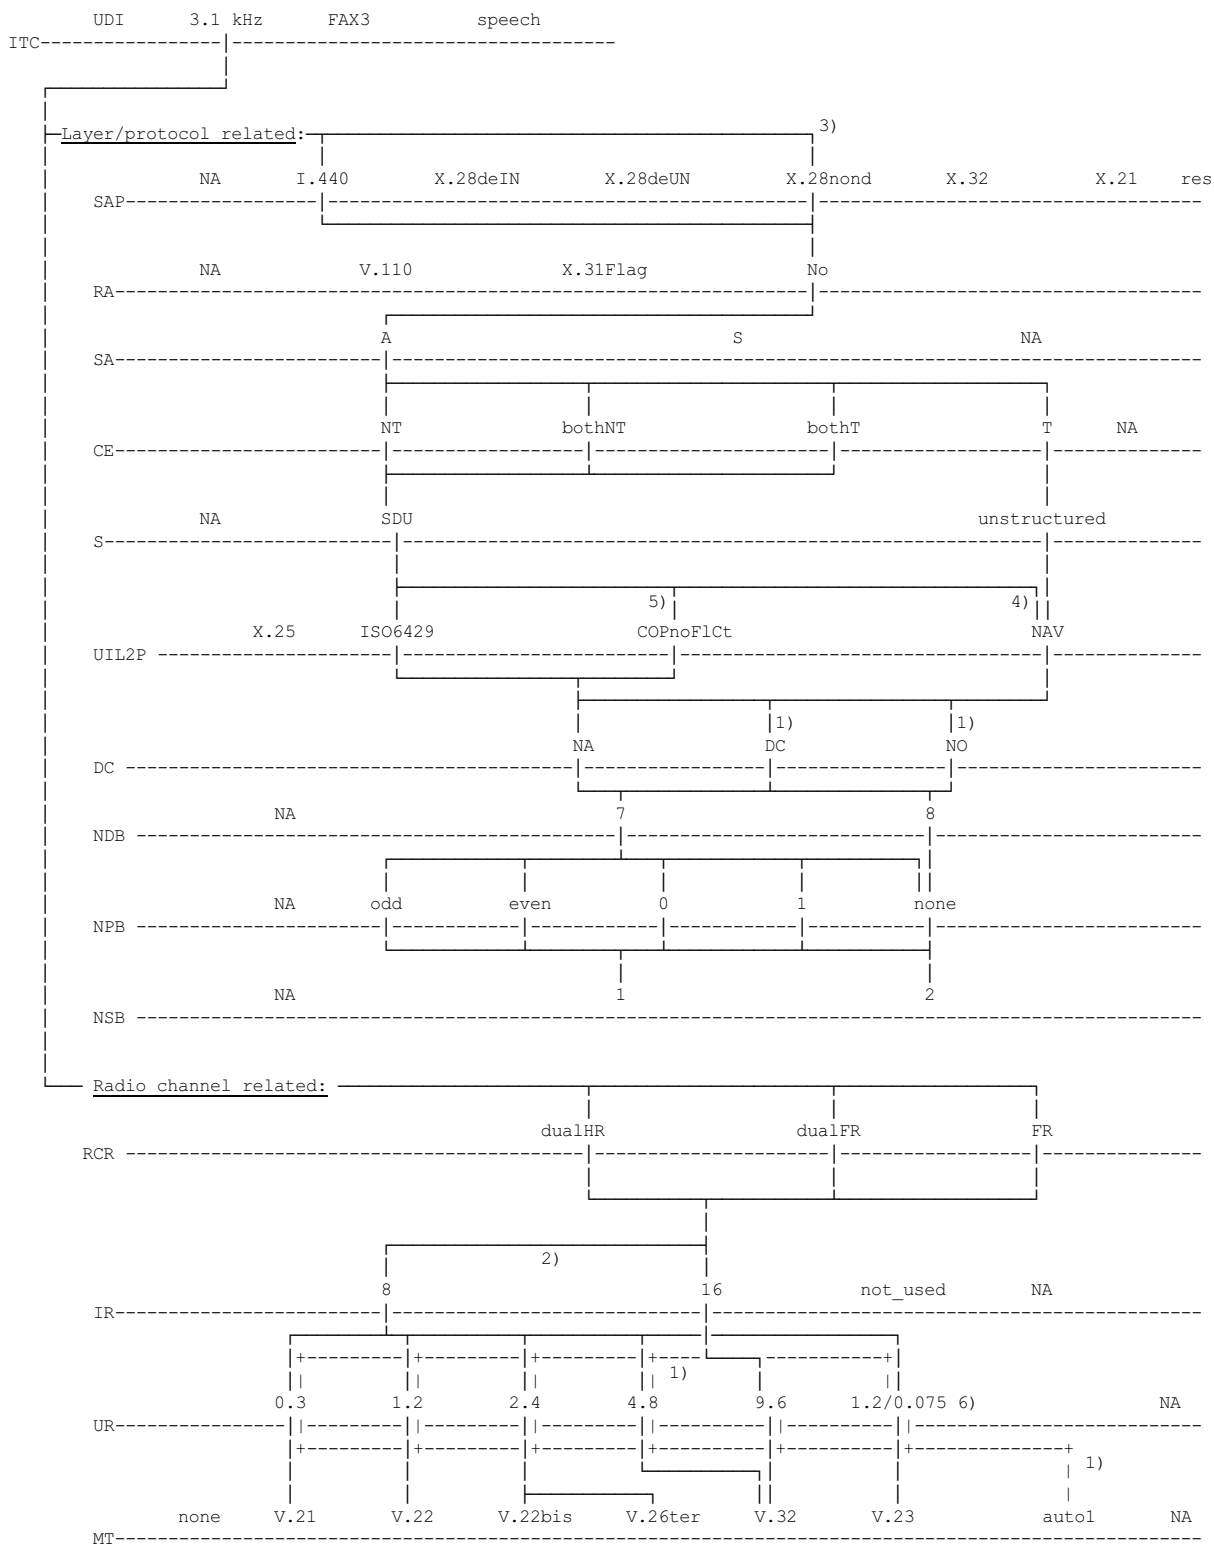 UDI 3.1 kHz FAX3 speech
ITC
Layer/protocol related: 3)
NA I.440 X.28deIN X.28deUN X.28nond X.32 X.21 res
SAP
NA V.110 X.31Flag No
RA
A S NA
SA
NT bothNT bothT T NA
CE
NA SDU unstructured
S
5) 4)
X.25 ISO6429 COPnoFlCt NAV
UIL2P
1) 1)
NA DC NO
DC
NA 7 8
NDB
NA odd even 0 1 none
NPB
NA 1 2
NSB
Radio channel related:
dualHR dualFR FR
RCR
2)
8 16 not_used NA
IR
1)
0.3 1.2 2.4 4.8 9.6 1.2/0.075 6) NA
UR
1)
none V.21 V.22 V.22bis V.26ter V.32 V.23 auto1 NA
MT